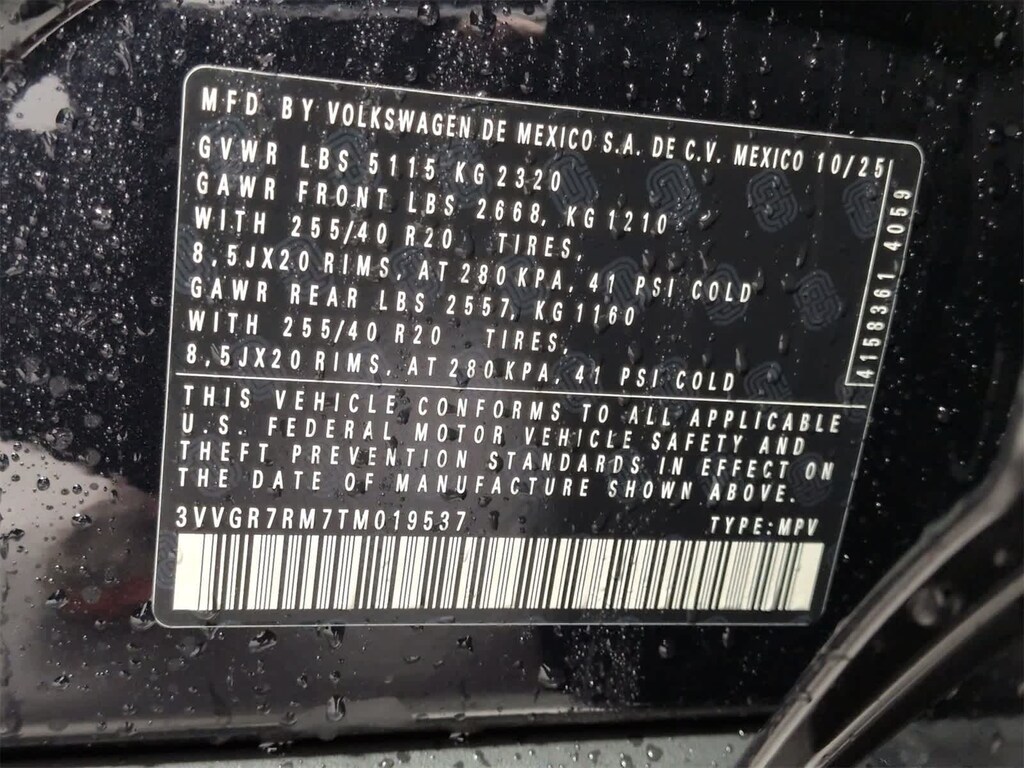 MFD BY VOLKSWAGEN DE MEXICO S.A. DE C.V. MEXICO 10/25
GVWR LBS 5115 KG 2320
GAWR FRONT LBS 2668, KG 1210
WITH 255/40 R20 TIRES,
8,5JX20 RIMS, AT 280 KPA, 41 PSI COLD
GAWR REAR LBS 2557, KG 1160
WITH 255/40 R20 TIRES,
8,5JX20 RIMS, AT 280 KPA, 41 PSI COLD
4158361 4059
THIS VEHICLE CONFORMS TO ALL APPLICABLE
U.S. FEDERAL MOTOR VEHICLE SAFETY AND
THEFT PREVENTION STANDARDS IN EFFECT ON
THE DATE OF MANUFACTURE SHOWN ABOVE.
3VVGR7RM7TM019537 TYPE:MPV